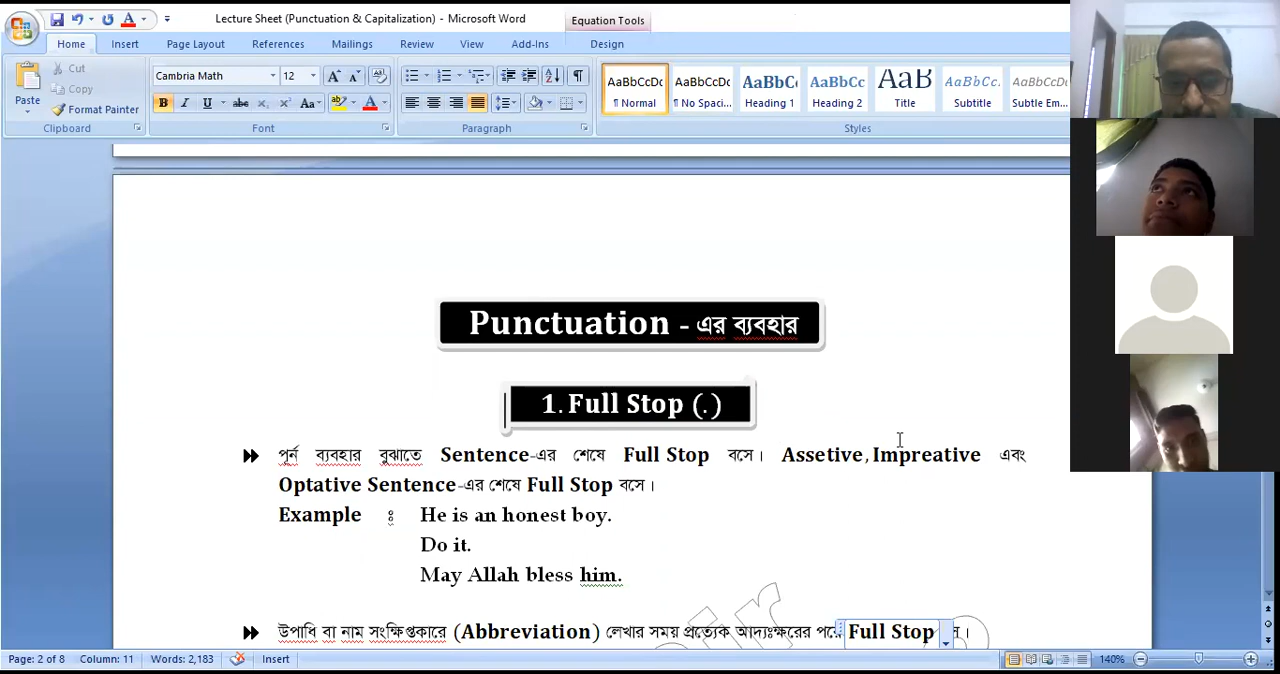 Lecture Sheet (Punctuation & Capitalization) - Microsoft Word
Equation Tools
Home Insert Page Layout References Mailings Review View Add-Ins Design
Paste
Cut
Copy
Format Painter
Clipboard
Cambria Math 12
Font
Paragraph
AaBbCcDc AaBbCcDc AaBbCc AaBbCc AaB AaBbCc. AaBbCcDc
¶ Normal ¶ No Spaci... Heading 1 Heading 2 Title Subtitle Subtle Em...
Styles
Punctuation - এর ব্যবহার
1. Full Stop (.)
পূর্ন ব্যবহার বুঝাতে Sentence-এর শেষে Full Stop বসে। Assetive, Impreative এবং
Optative Sentence-এর শেষে Full Stop বসে।
Example ঃ He is an honest boy.
Do it.
May Allah bless him.
উপাধি বা নাম সংক্ষিপ্তকারে (Abbreviation) লেখার সময় প্রত্যেক আদ্যঃক্ষরের পরে Full Stop
Page: 2 of 8 Column: 11 Words: 2,183 Insert 140%